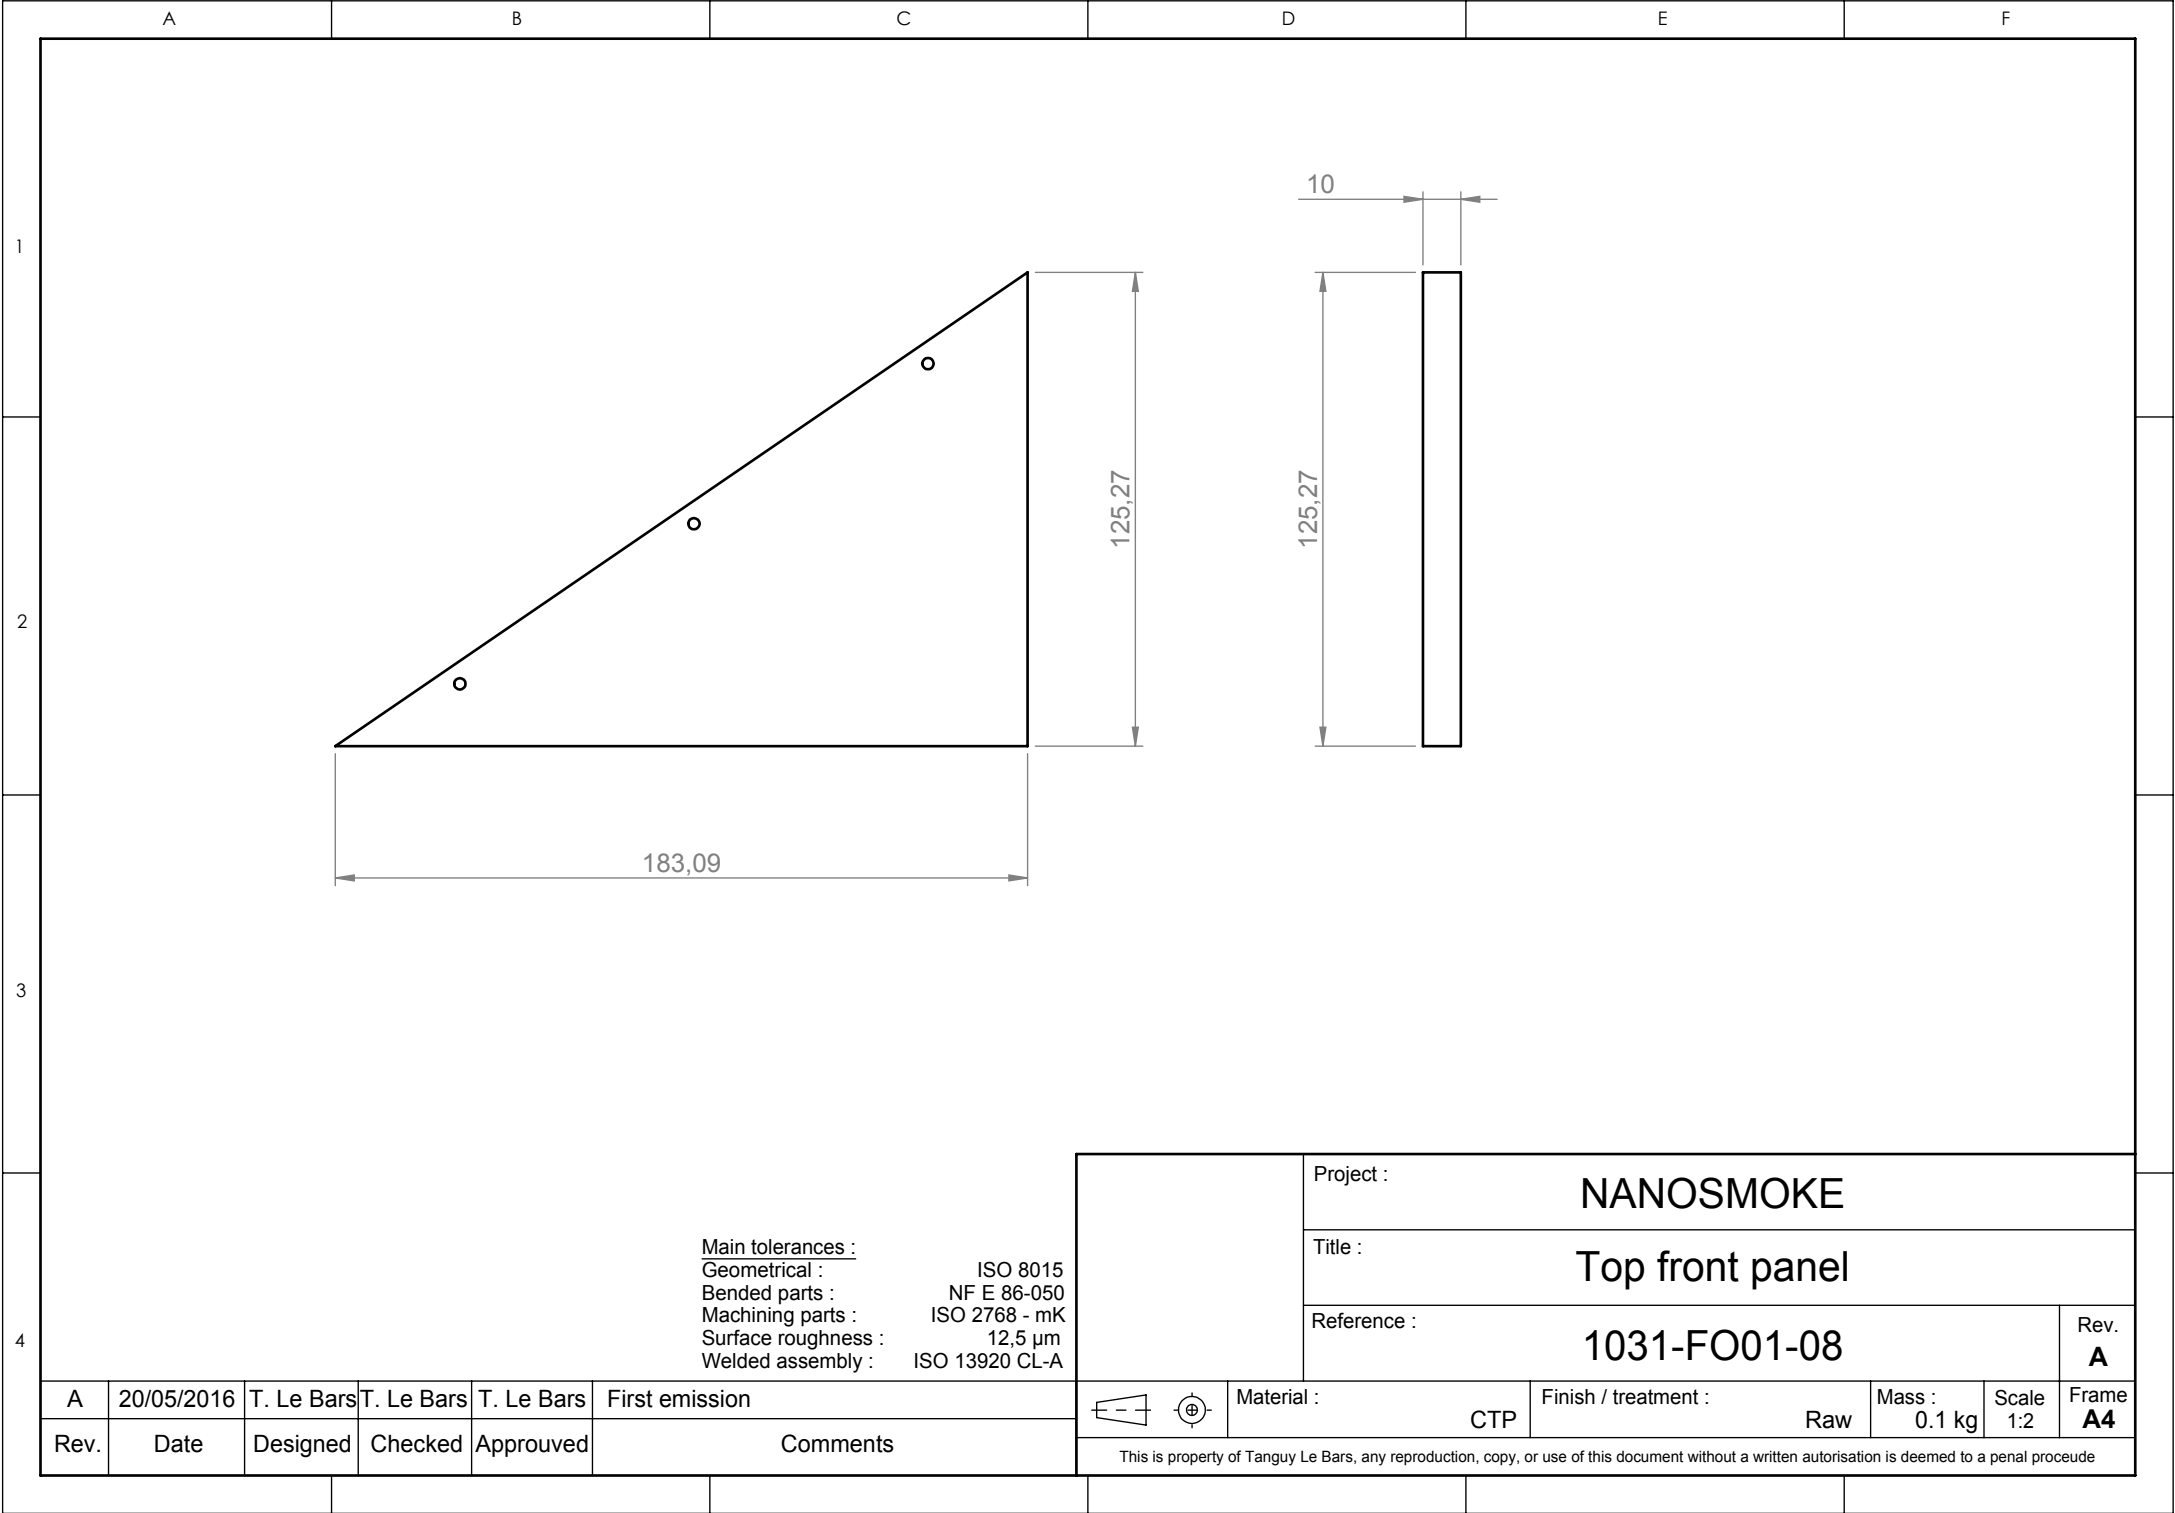 A B C D E F
1
2
3
4
10
125,27
125,27
183,09
Main tolerances :
Geometrical : ISO 8015
Bended parts : NF E 86-050
Machining parts : ISO 2768 - mK
Surface roughness : 12,5 µm
Welded assembly : ISO 13920 CL-A
Project :
NANOSMOKE
Title :
Top front panel
Reference :
1031-FO01-08
Rev.
A
A 20/05/2016 T. Le Bars T. Le Bars T. Le Bars First emission
Rev. Date Designed Checked Approuved Comments
Material :
CTP
Finish / treatment :
Raw
Mass :
0.1 kg
Scale
1:2
Frame
A4
This is property of Tanguy Le Bars, any reproduction, copy, or use of this document without a written autorisation is deemed to a penal proceude